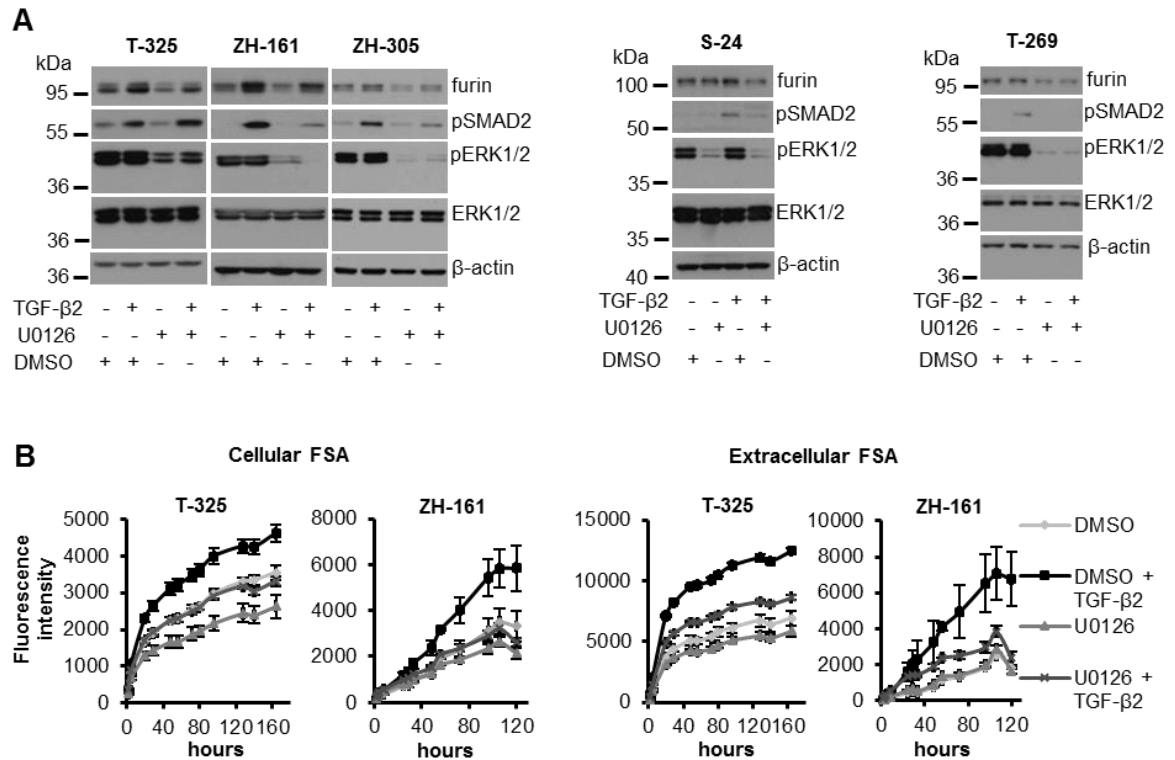 A
T-325 ZH-161 ZH-305
kDa
95
55
36
36
36
furin
pSMAD2
pERK1/2
ERK1/2
β-actin
TGF-β2 - + - + - + - + - + - +
U0126 - - + + - - + + - - + +
DMSO + + - - + + - - + + - -
S-24
kDa
100
50
35
35
40
furin
pSMAD2
pERK1/2
ERK1/2
β-actin
TGF-β2 - - + +
U0126 - + - +
DMSO + - + -
T-269
kDa
95
55
36
36
36
furin
pSMAD2
pERK1/2
ERK1/2
β-actin
TGF-β2 - + - +
U0126 - - + +
DMSO + + - -
B
Cellular FSA
Extracellular FSA
Fluorescence
intensity
T-325
5000
4000
3000
2000
1000
0
0 40 80 120 160
hours
ZH-161
8000
6000
4000
2000
0
0 40 80 120
hours
T-325
15000
10000
5000
0
0 40 80 120 160
hours
ZH-161
10000
8000
6000
4000
2000
0
0 40 80 120
hours
DMSO
DMSO +
TGF-β2
U0126
U0126 +
TGF-β2